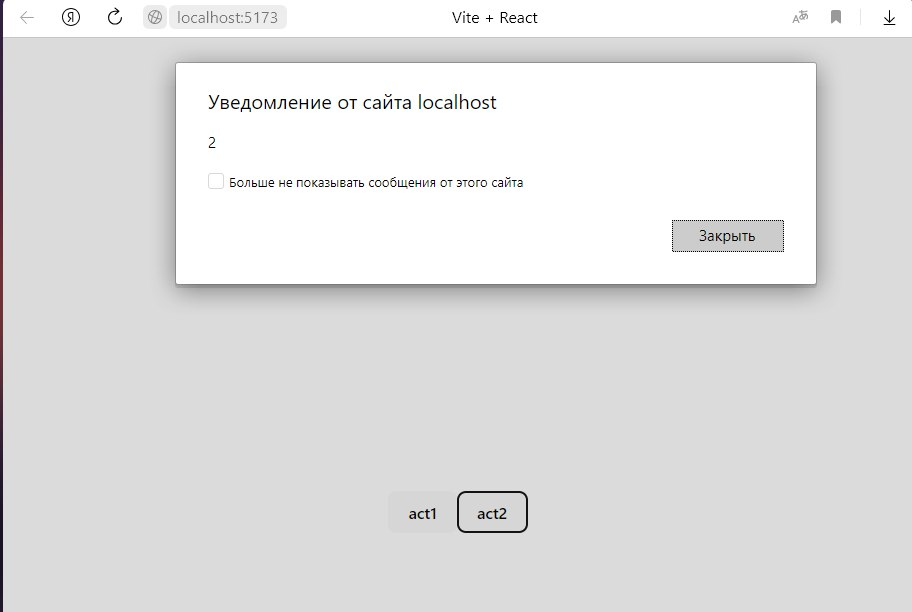 Я
localhost:5173
Vite + React
Уведомление от сайта localhost
2
Больше не показывать сообщения от этого сайта
Закрыть
act1
act2